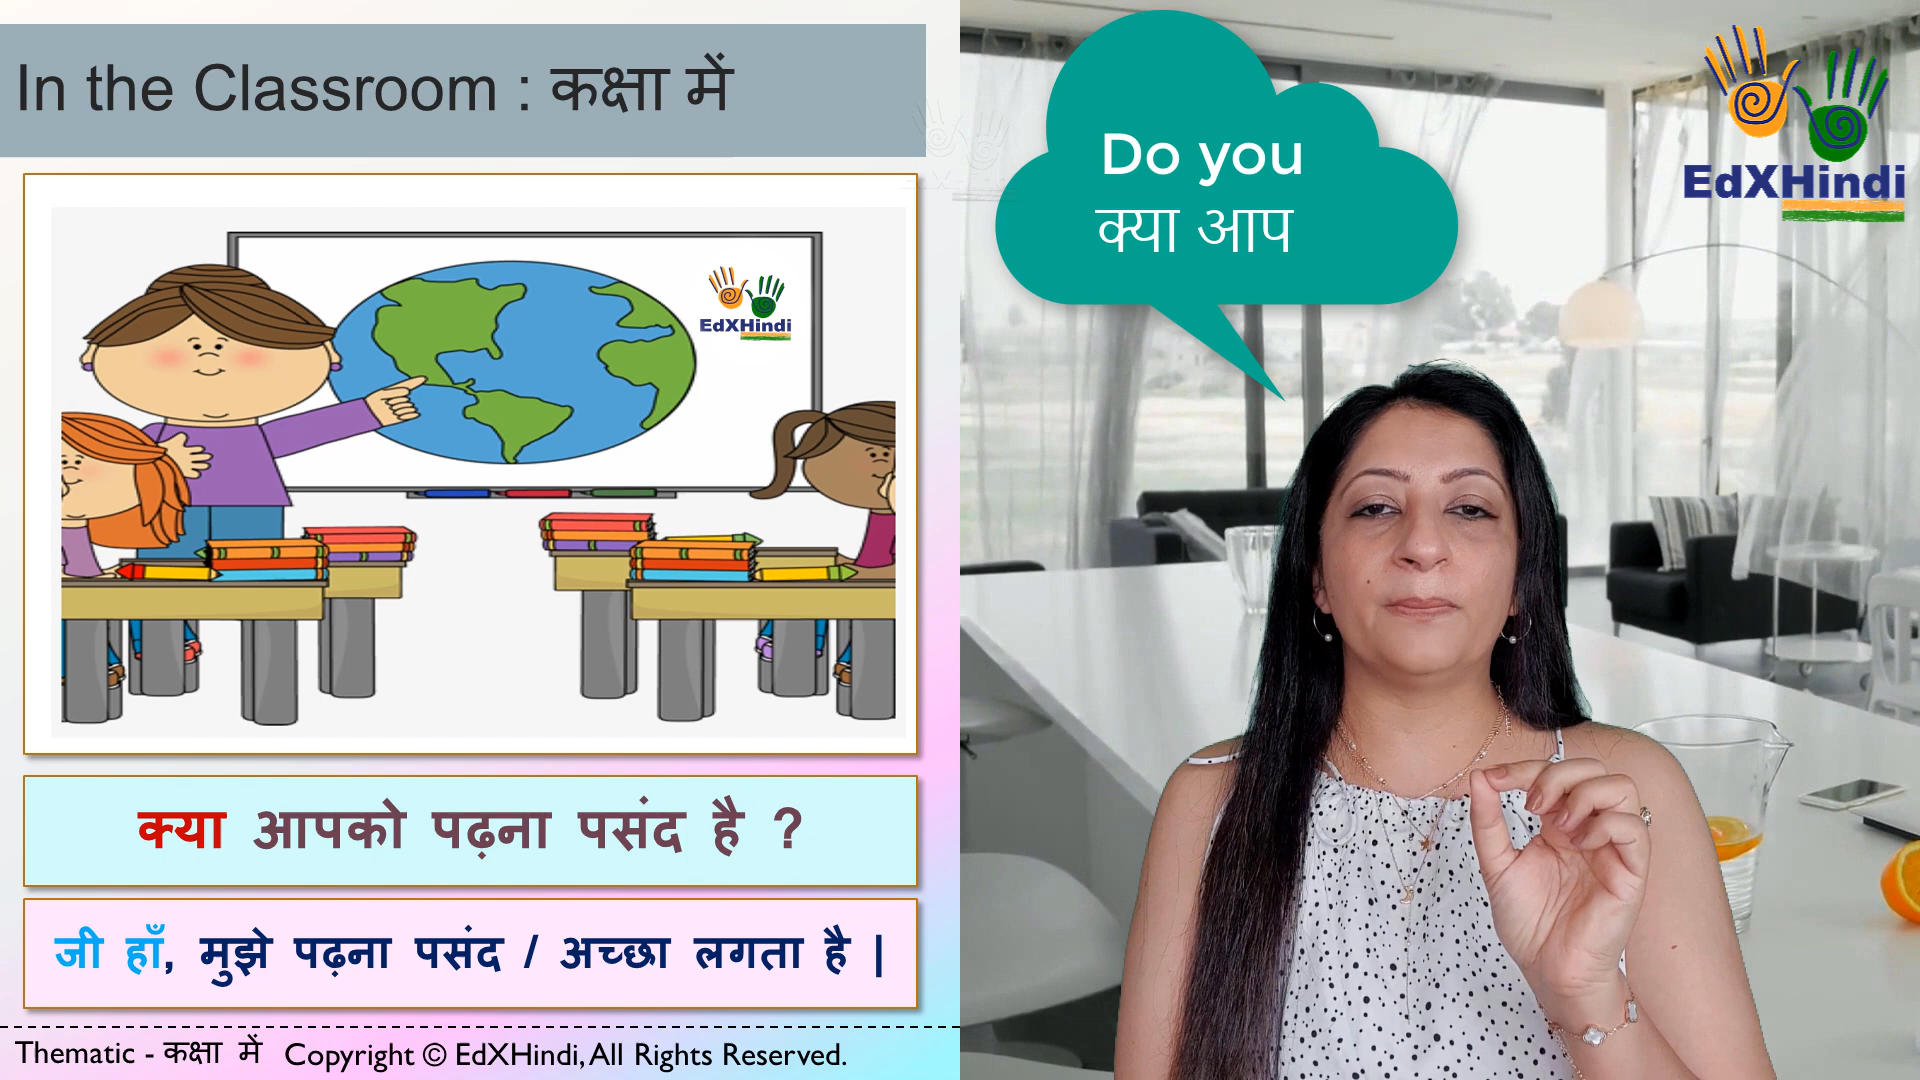 In the Classroom : कक्षा में
EdXHindi
क्या आपको पढ़ना पसंद है ?
जी हाँ, मुझे पढ़ना पसंद / अच्छा लगता है |
Thematic - कक्षा में Copyright © EdXHindi, All Rights Reserved.
Do you
क्या आप
EdXHindi